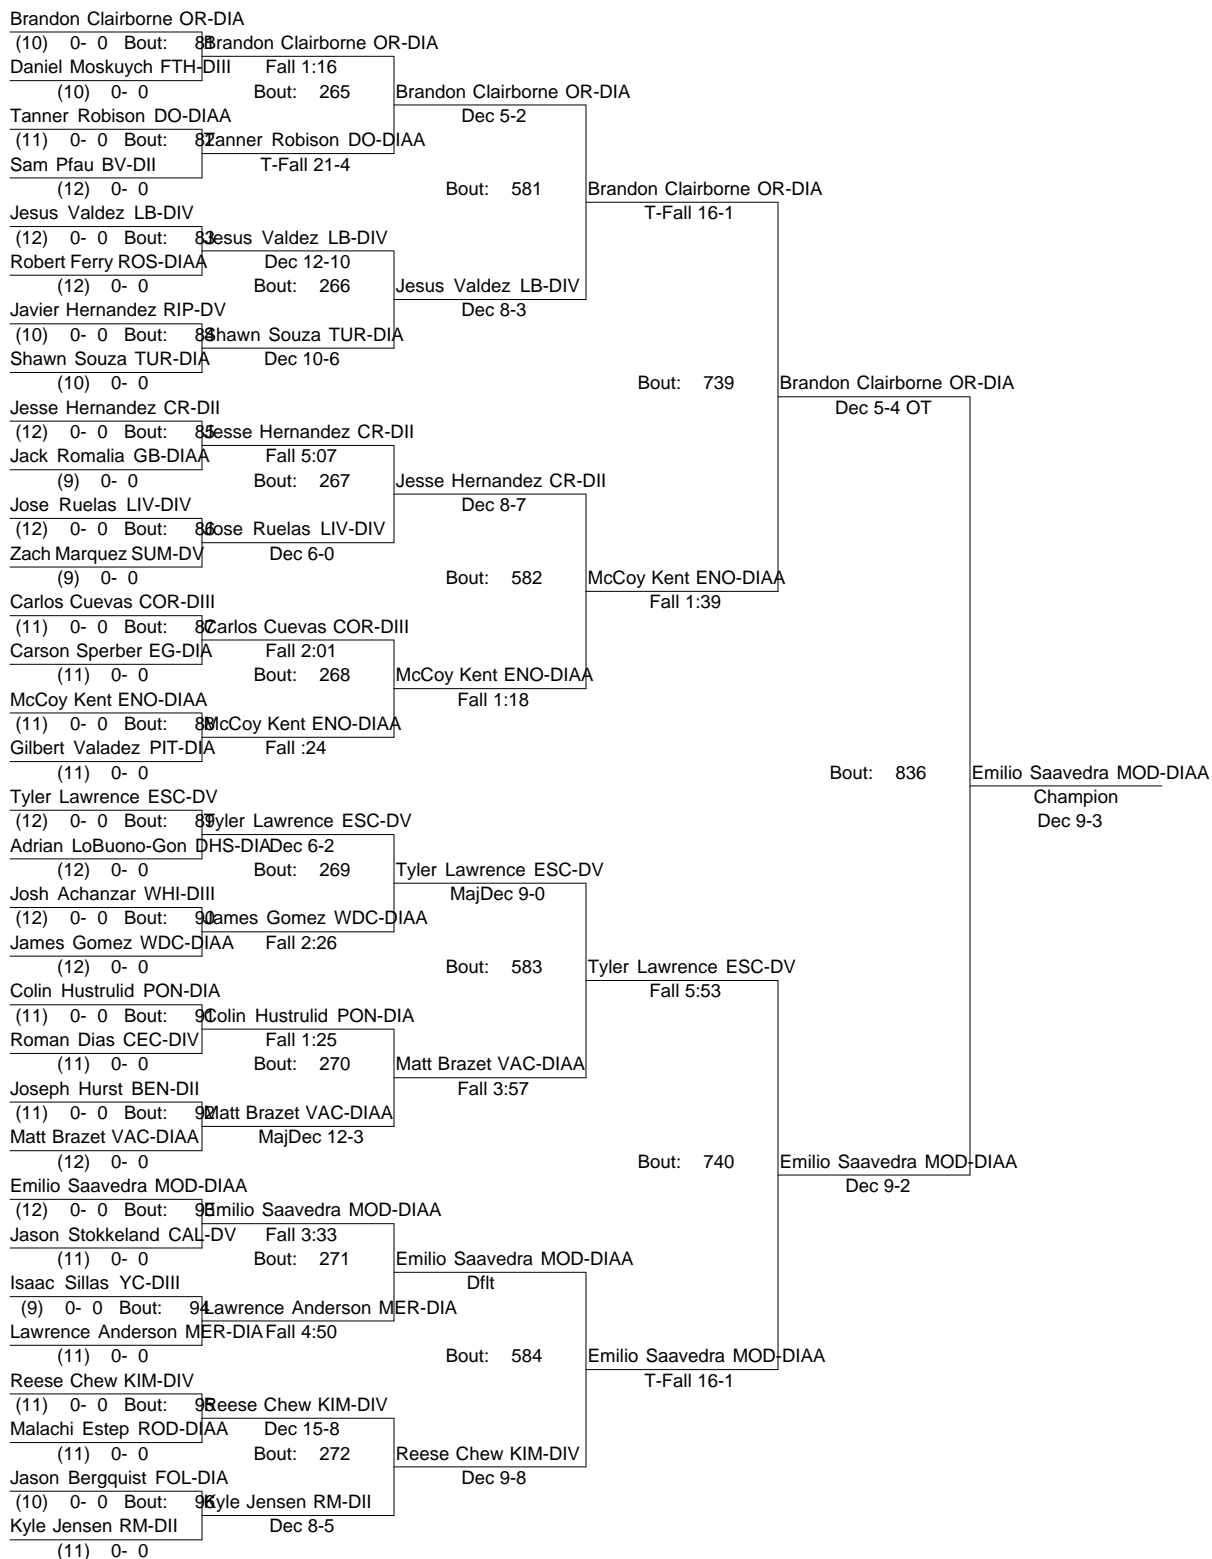 Brandon Clairborne OR-DIA
(10) 0- 0 Bout: 81 Brandon Clairborne OR-DIA
Daniel Moskuych FTH-DIII Fall 1:16
(10) 0- 0 Bout: 265 Brandon Clairborne OR-DIA
Tanner Robison DO-DIAA Dec 5-2
(11) 0- 0 Bout: 82 Tanner Robison DO-DIAA
Sam Pfau BV-DII T-Fall 21-4
(12) 0- 0 Bout: 581 Brandon Clairborne OR-DIA
Jesus Valdez LB-DIV T-Fall 16-1
(12) 0- 0 Bout: 83 Jesus Valdez LB-DIV
Robert Ferry ROS-DIAA Dec 12-10
(12) 0- 0 Bout: 266 Jesus Valdez LB-DIV
Javier Hernandez RIP-DV Dec 8-3
(10) 0- 0 Bout: 84 Shawn Souza TUR-DIA
Shawn Souza TUR-DIA Dec 10-6
(10) 0- 0 Bout: 739 Brandon Clairborne OR-DIA
Jesse Hernandez CR-DII Dec 5-4 OT
(12) 0- 0 Bout: 85 Jesse Hernandez CR-DII
Jack Romalia GB-DIAA Fall 5:07
(9) 0- 0 Bout: 267 Jesse Hernandez CR-DII
Jose Ruelas LIV-DIV Dec 8-7
(12) 0- 0 Bout: 86 Jose Ruelas LIV-DIV
Zach Marquez SUM-DV Dec 6-0
(9) 0- 0 Bout: 582 McCoy Kent ENO-DIAA
Carlos Cuevas COR-DIII Fall 1:39
(11) 0- 0 Bout: 87 Carlos Cuevas COR-DIII
Carson Sperber EG-DIA Fall 2:01
(11) 0- 0 Bout: 268 McCoy Kent ENO-DIAA
McCoy Kent ENO-DIAA Fall 1:18
(11) 0- 0 Bout: 88 McCoy Kent ENO-DIAA
Gilbert Valadez PIT-DIA Fall :24
(11) 0- 0 Bout: 836 Emilio Saavedra MOD-DIAA
Tyler Lawrence ESC-DV Champion
(12) 0- 0 Bout: 89 Tyler Lawrence ESC-DV Dec 9-3
Adrian LoBuono-Gon DHS-DIA Dec 6-2
(12) 0- 0 Bout: 269 Tyler Lawrence ESC-DV
Josh Achanzar WHI-DIII MajDec 9-0
(12) 0- 0 Bout: 90 James Gomez WDC-DIAA
James Gomez WDC-DIAA Fall 2:26
(12) 0- 0 Bout: 583 Tyler Lawrence ESC-DV
Colin Hustrulid PON-DIA Fall 5:53
(11) 0- 0 Bout: 91 Colin Hustrulid PON-DIA
Roman Dias CEC-DIV Fall 1:25
(11) 0- 0 Bout: 270 Matt Brazet VAC-DIAA
Joseph Hurst BEN-DII Fall 3:57
(11) 0- 0 Bout: 92 Matt Brazet VAC-DIAA
Matt Brazet VAC-DIAA MajDec 12-3
(12) 0- 0 Bout: 740 Emilio Saavedra MOD-DIAA
Emilio Saavedra MOD-DIAA Dec 9-2
(12) 0- 0 Bout: 93 Emilio Saavedra MOD-DIAA
Jason Stokkeland CAL-DV Fall 3:33
(11) 0- 0 Bout: 271 Emilio Saavedra MOD-DIAA
Isaac Sillas YC-DIII Dflt
(9) 0- 0 Bout: 94 Lawrence Anderson MER-DIA
Lawrence Anderson MER-DIA Fall 4:50
(11) 0- 0 Bout: 584 Emilio Saavedra MOD-DIAA
Reese Chew KIM-DIV T-Fall 16-1
(11) 0- 0 Bout: 95 Reese Chew KIM-DIV
Malachi Estep ROD-DIAA Dec 15-8
(11) 0- 0 Bout: 272 Reese Chew KIM-DIV
Jason Bergquist FOL-DIA Dec 9-8
(10) 0- 0 Bout: 96 Kyle Jensen RM-DII
Kyle Jensen RM-DII Dec 8-5
(11) 0- 0